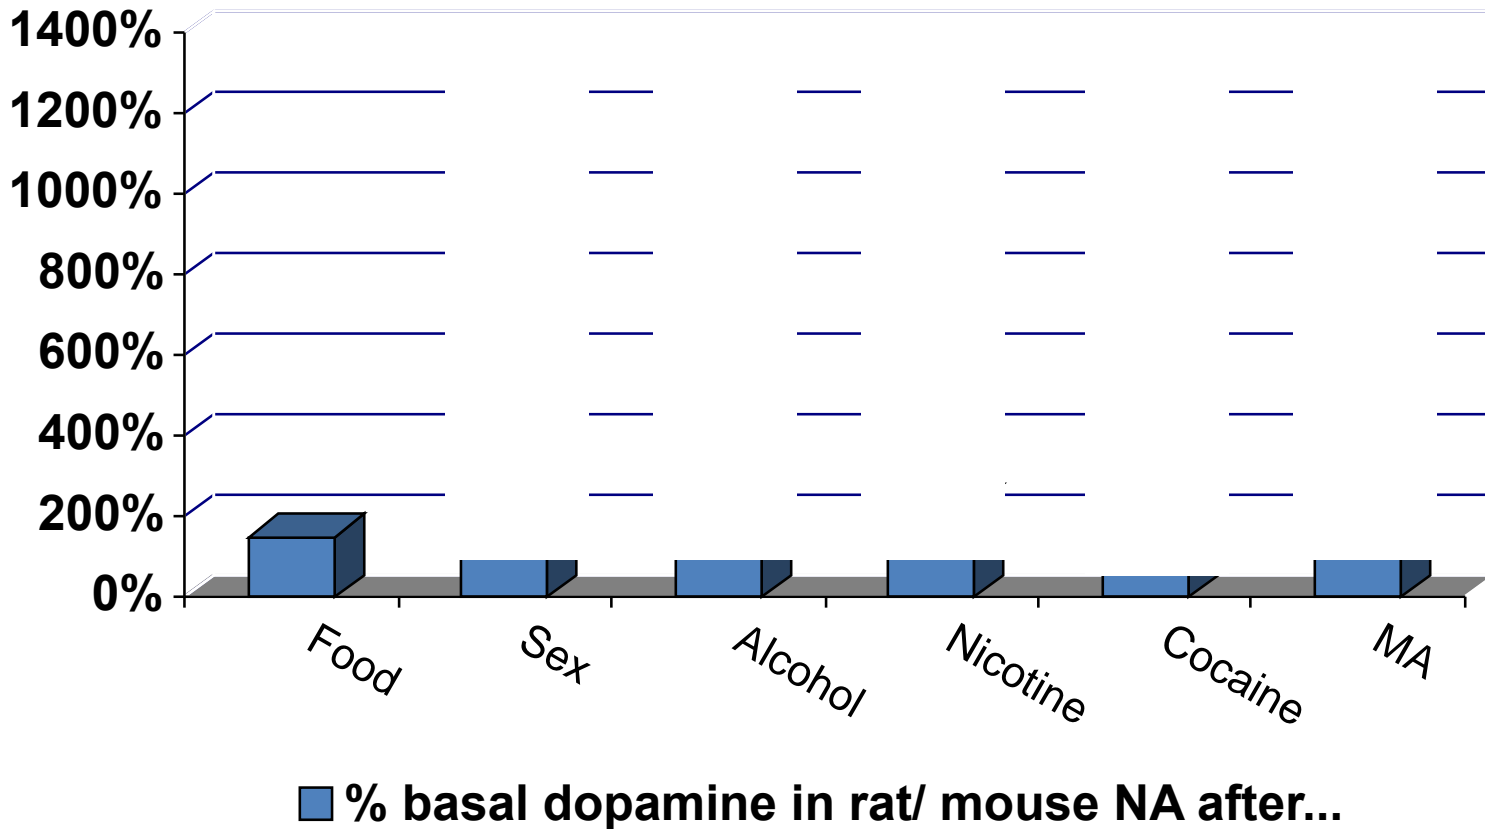 1400%
1200%
1000%
800%
600%
400%
200%
0%
Food
Sex
Alcohol
Nicotine
Cocaine
MA
% basal dopamine in rat/ mouse NA after...